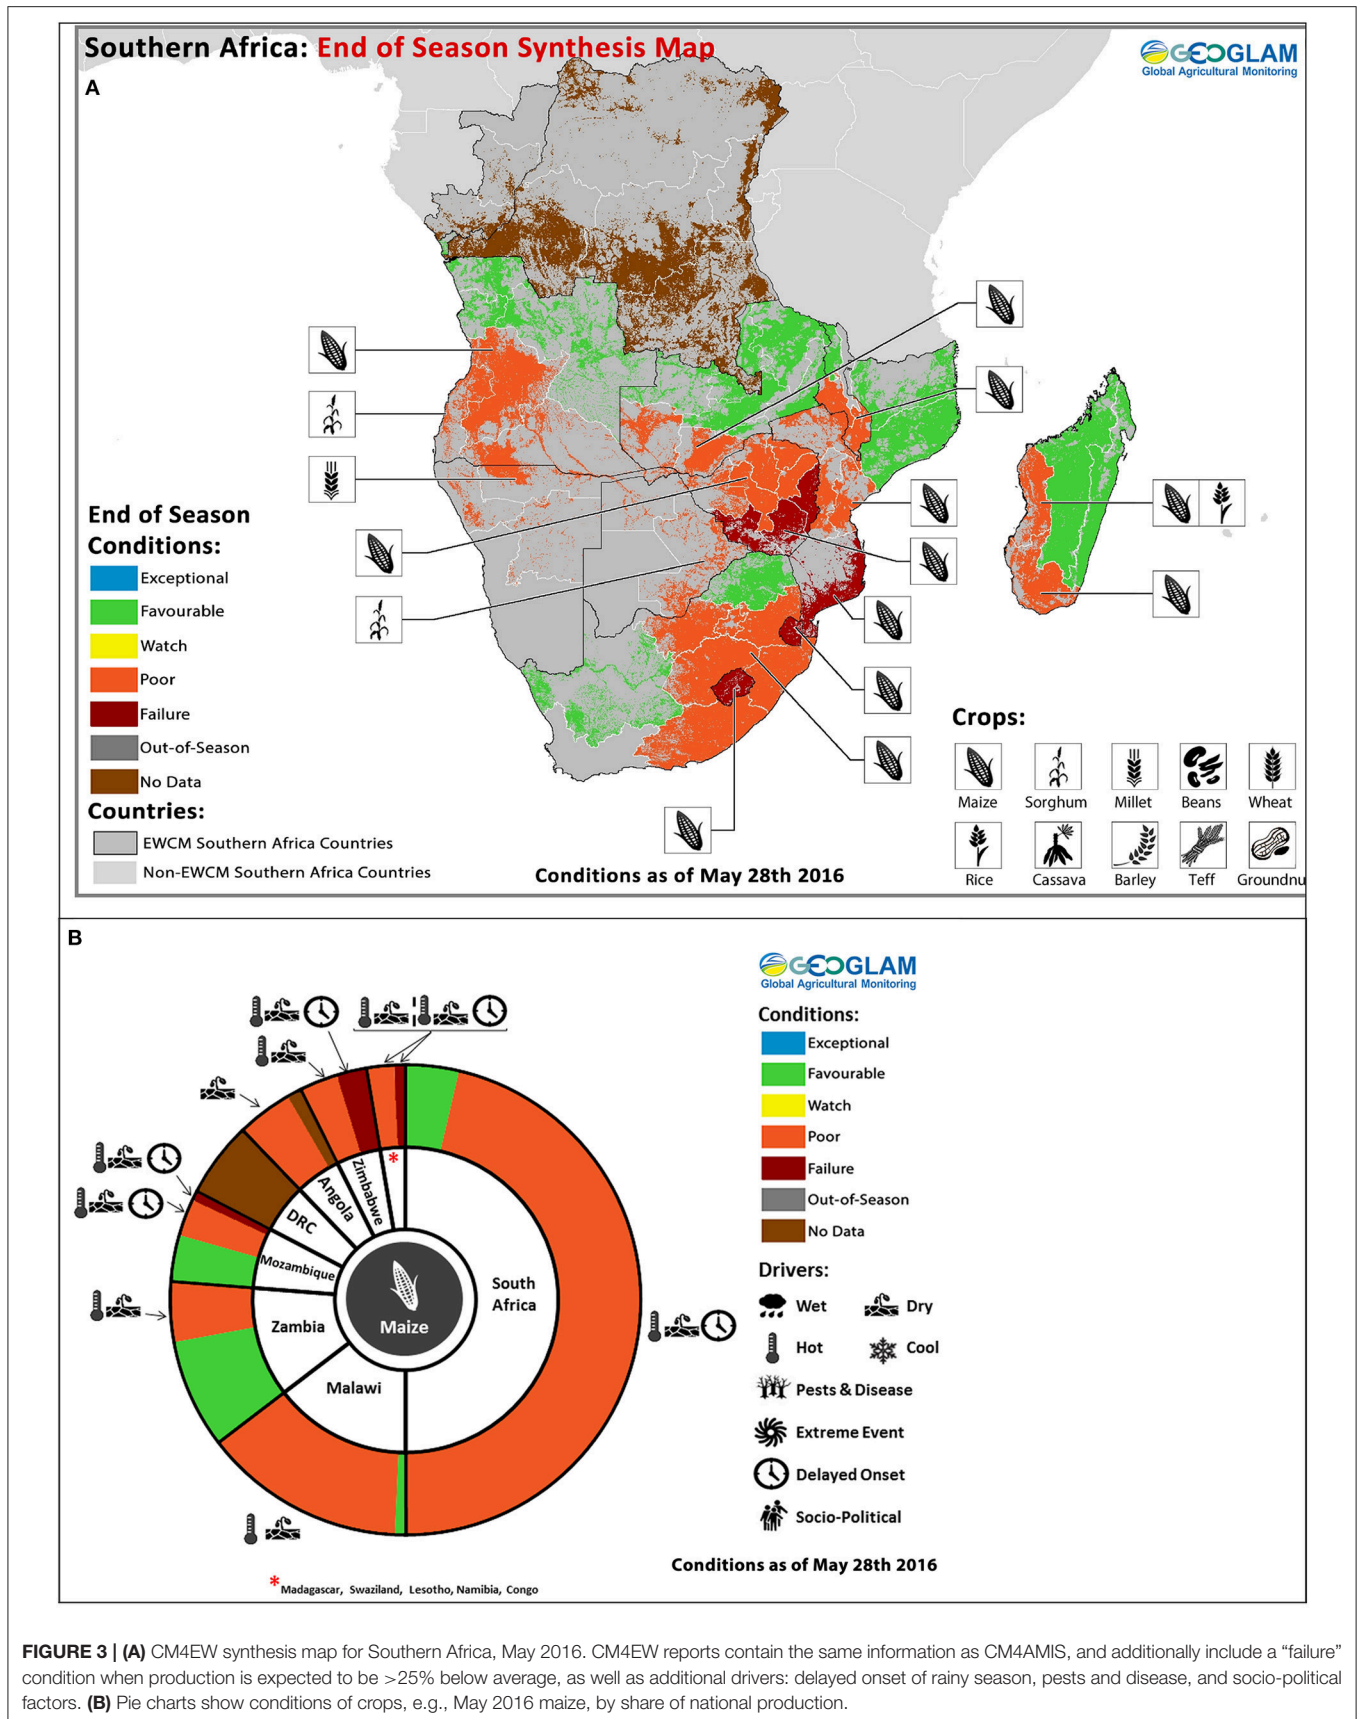 Southern Africa: End of Season Synthesis Map
GEOGLAM
Global Agricultural Monitoring
A
End of Season
Conditions:
Exceptional
Favourable
Watch
Poor
Failure
Out-of-Season
No Data
Countries:
EWCM Southern Africa Countries
Non-EWCM Southern Africa Countries
Conditions as of May 28th 2016
Crops:
Maize Sorghum Millet Beans Wheat
Rice Cassava Barley Teff Groundnu
B
GEOGLAM
Global Agricultural Monitoring
Conditions:
Exceptional
Favourable
Watch
Poor
Failure
Out-of-Season
No Data
Drivers:
Wet Dry
Hot Cool
Pests & Disease
Extreme Event
Delayed Onset
Socio-Political
*
Zimbabwe
Angola
DRC
Mozambique
Zambia
Malawi
South
Africa
Maize
Conditions as of May 28th 2016
*Madagascar, Swaziland, Lesotho, Namibia, Congo
FIGURE 3 | (A) CM4EW synthesis map for Southern Africa, May 2016. CM4EW reports contain the same information as CM4AMIS, and additionally include a “failure”
condition when production is expected to be >25% below average, as well as additional drivers: delayed onset of rainy season, pests and disease, and socio-political
factors. (B) Pie charts show conditions of crops, e.g., May 2016 maize, by share of national production.